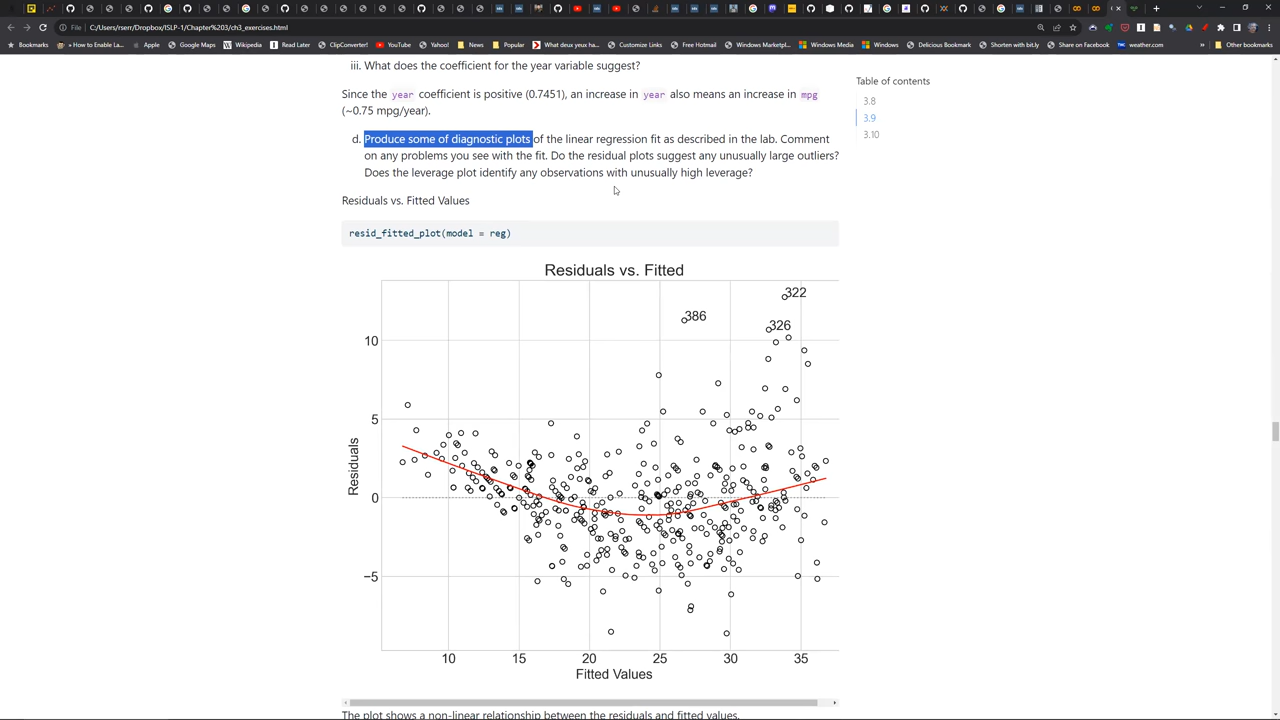 File | C:/Users/rserr/Dropbox/ISLP-1/Chapter%203/ch3_exercises.html
Bookmarks » How to Enable La... Apple Google Maps Wikipedia Read Later ClipConverter! YouTube Yahoo! News Popular What deux yeux ha... Customize Links Free Hotmail Windows Marketpl... Windows Media Windows Delicious Bookmark Shorten with bit.ly Share on Facebook weather.com » Other bookmarks
iii. What does the coefficient for the year variable suggest?
Table of contents
3.8
3.9
3.10
Since the year coefficient is positive (0.7451), an increase in year also means an increase in mpg
(~0.75 mpg/year).
d. Produce some of diagnostic plots of the linear regression fit as described in the lab. Comment
on any problems you see with the fit. Do the residual plots suggest any unusually large outliers?
Does the leverage plot identify any observations with unusually high leverage?
Residuals vs. Fitted Values
resid_fitted_plot(model = reg)
Residuals vs. Fitted
322
386
326
10
5
0
−5
Residuals
10 15 20 25 30 35
Fitted Values
The plot shows a non-linear relationship between the residuals and fitted values.